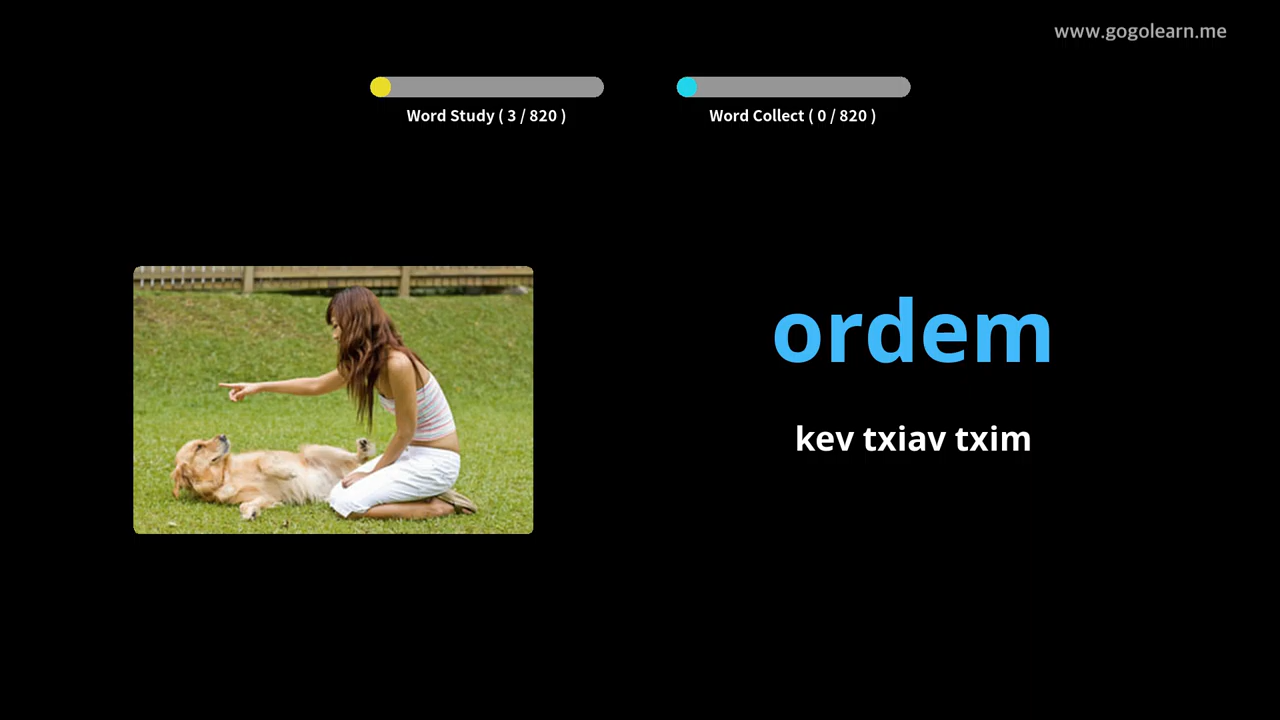 www.gogolearn.me
Word Study ( 3 / 820 )
Word Collect ( 0 / 820 )
ordem
kev txiav txim